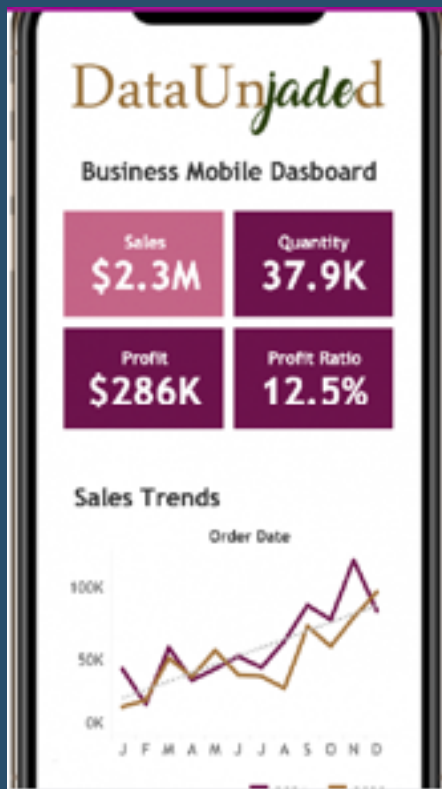 DataUnjaded
Business Mobile Dasboard
Sales
$2.3M
Quantity
37.9K
Profit
$286K
Profit Ratio
12.5%
Sales Trends
Order Date
100K
50K
0K
J F M A M J J A S O N D